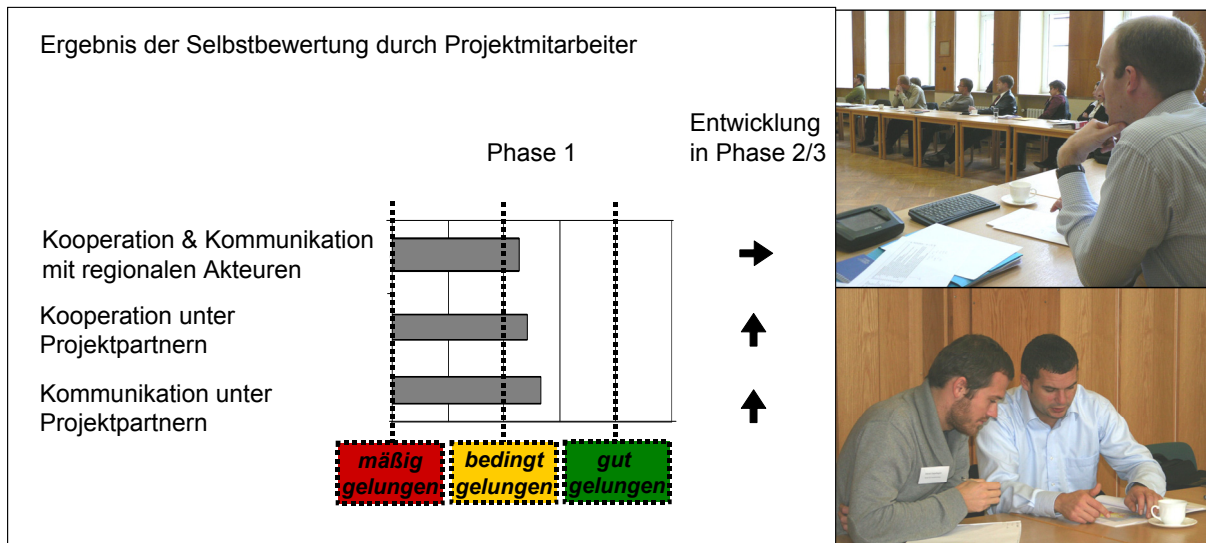 Ergebnis der Selbstbewertung durch Projektmitarbeiter
Phase 1
Entwicklung
in Phase 2/3
Kooperation & Kommunikation
mit regionalen Akteuren
Kooperation unter
Projektpartnern
Kommunikation unter
Projektpartnern
mäßig
gelungen
bedingt
gelungen
gut
gelungen